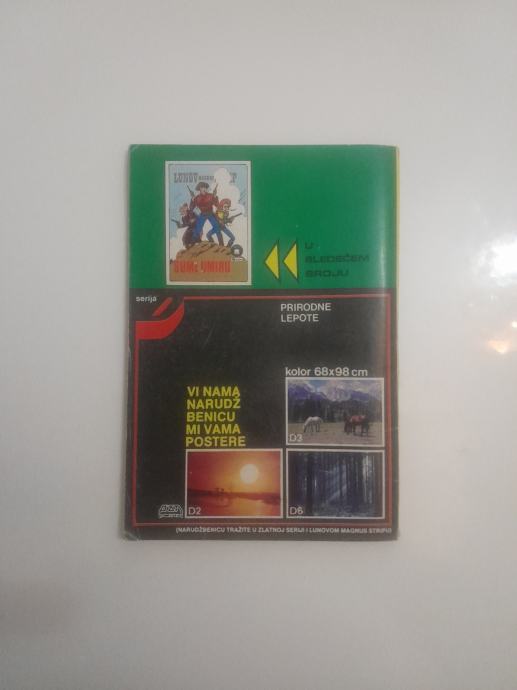 LUNOV
ŠUME UMIRU
U
SLEDEĆEM
BROJU
serija
PRIRODNE
LEPOTE
kolor 68x98 cm
VI NAMA
NARUDŽ
BENICU
MI VAMA
POSTERE
D3
D2
D6
(NARUDŽBENICU TRAŽITE U ZLATNOJ SERIJI I LUNOVOM MAGNUS STRIPU)